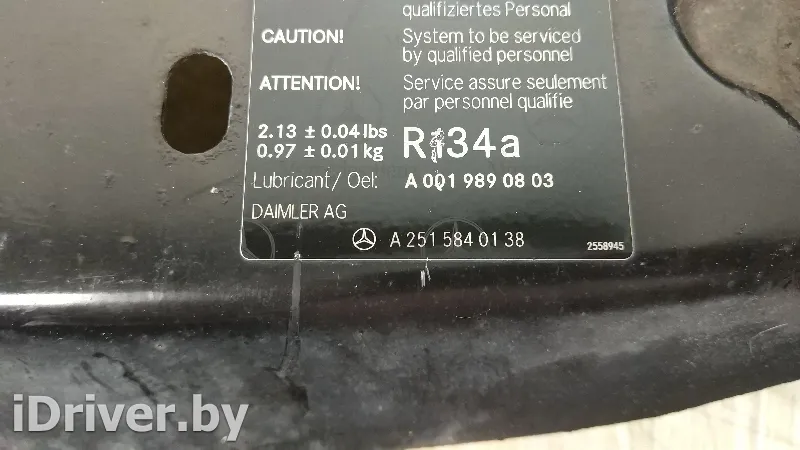 qualifiziertes Personal
CAUTION! System to be serviced
by qualified personnel
ATTENTION! Service assure seulement
par personnel qualifie
2.13 ± 0.04 lbs
0.97 ± 0.01 kg R134a
Lubricant/ Oel: A 001 989 08 03
DAIMLER AG
A 251 584 01 38 2558945
iDriver.by